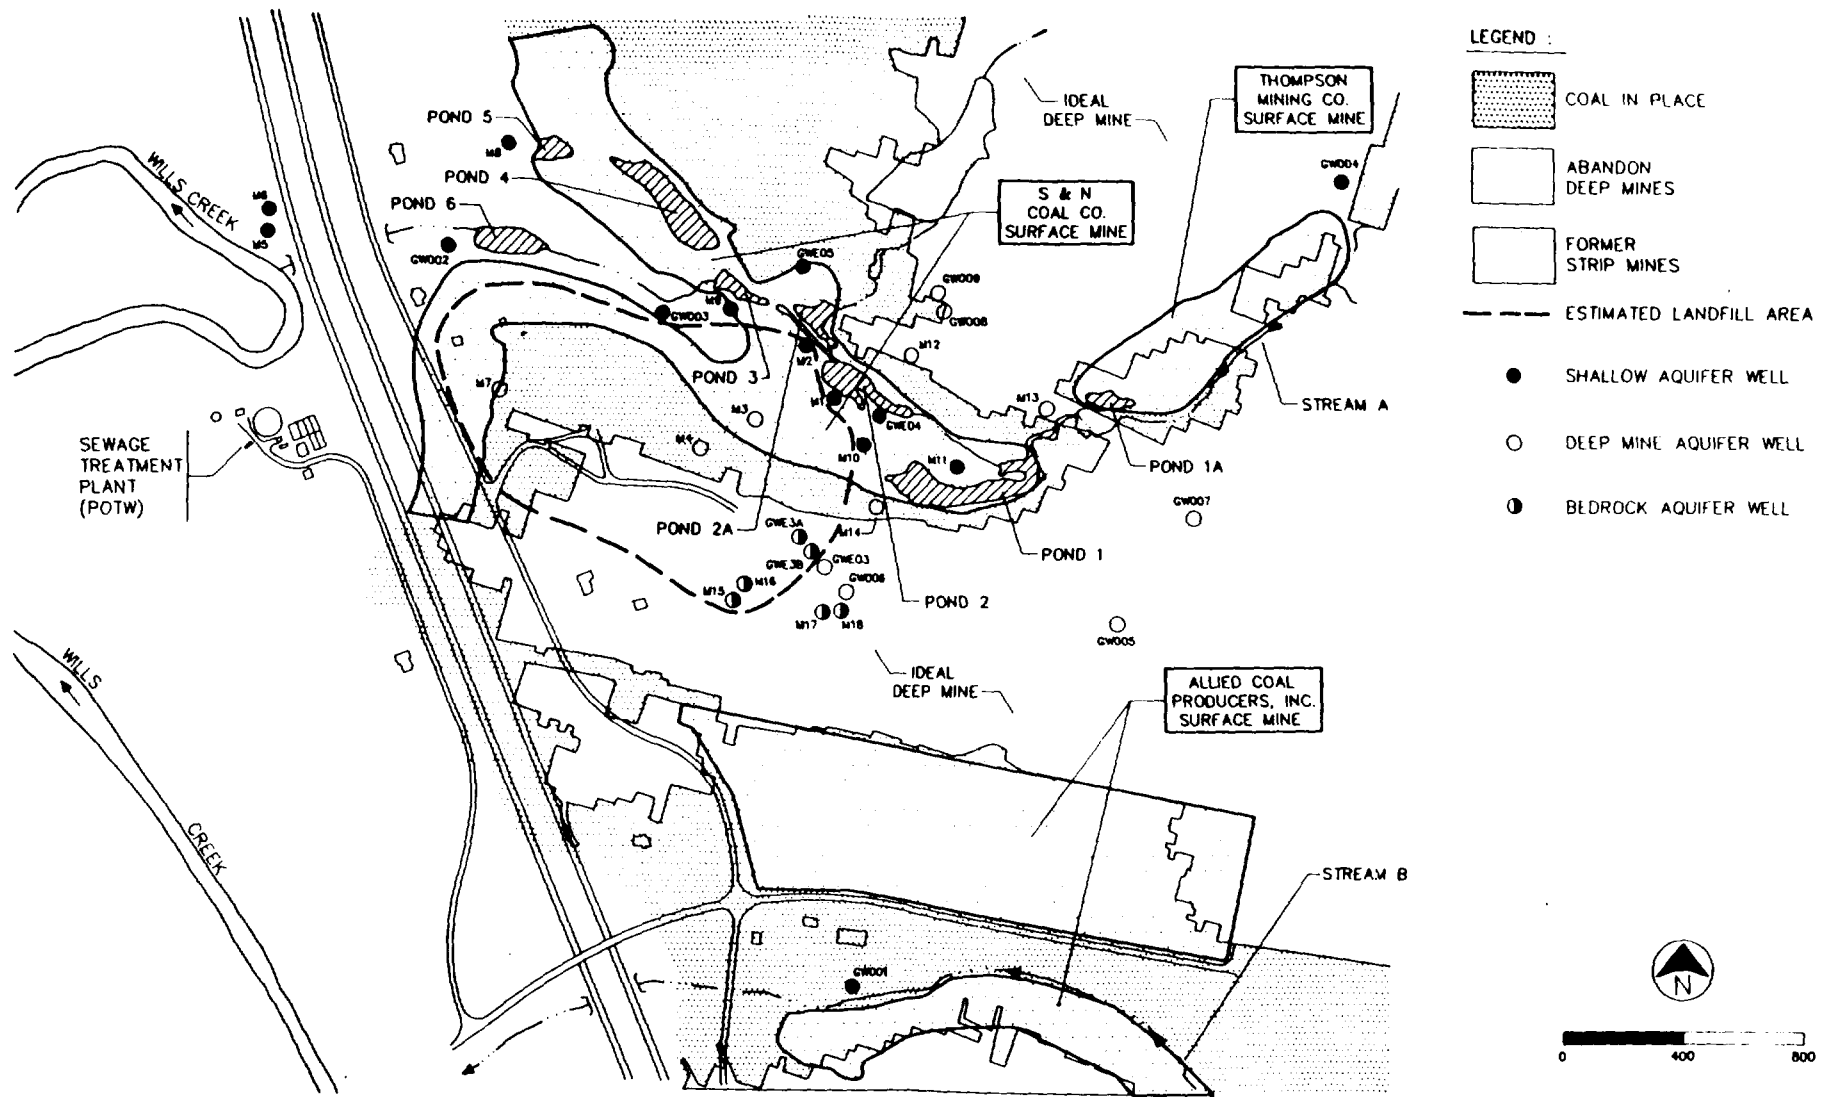 LEGEND :
COAL IN PLACE
ABANDON
DEEP MINES
FORMER
STRIP MINES
ESTIMATED LANDFILL AREA
SHALLOW AQUIFER WELL
DEEP MINE AQUIFER WELL
BEDROCK AQUIFER WELL
THOMPSON
MINING CO.
SURFACE MINE
IDEAL
DEEP MINE
POND 5
M8
POND 4
POND 6
WILLS CREEK
M6
M5
GW002
S & N
COAL CO.
SURFACE MINE
GW004
GWE05
GW009
GW008
M9
GW003
M12
M2
POND 3
M7
M3
M4
M1
GWE04
M13
STREAM A
M10
M11
POND 1A
SEWAGE
TREATMENT
PLANT
(POTW)
GW007
POND 2A
GWE3A
M14
POND 1
GWE3B
GWE03
GW006
M15
M16
POND 2
M17
M18
GW005
WILLS
CREEK
IDEAL
DEEP MINE
ALLIED COAL
PRODUCERS, INC.
SURFACE MINE
STREAM B
GW001
N
0
400
800